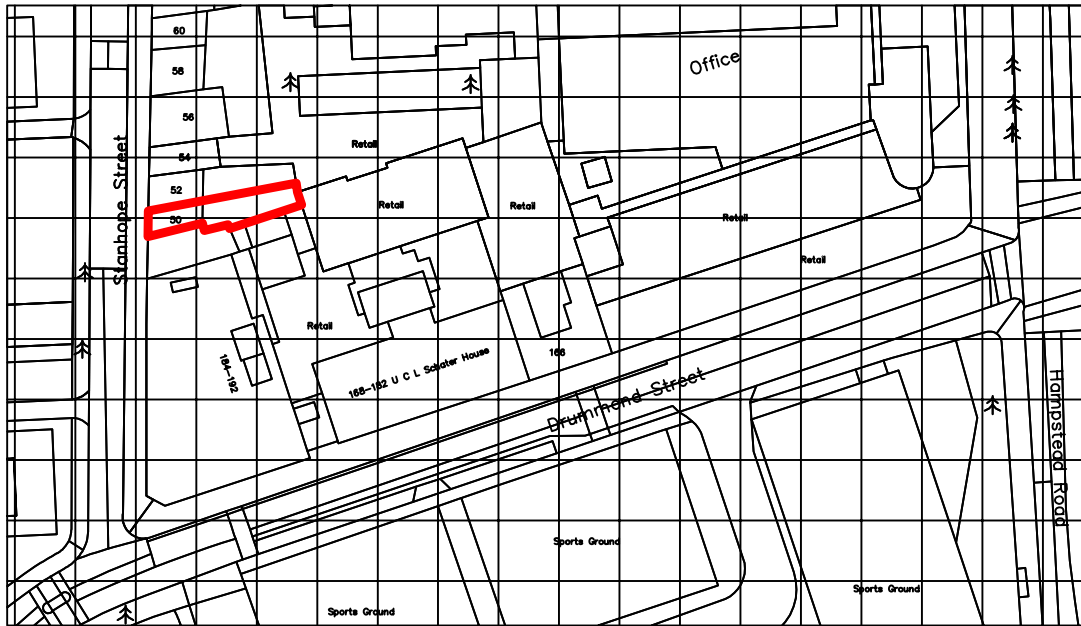 60
58
56
54
52
50
Office
Retail
Retail
Retail
Retail
Retail
Retail
Stanhope Street
184-192
168-182 U C L Schafer House
166
Drummond Street
Hampstead Road
Sports Ground
Sports Ground
Sports Ground